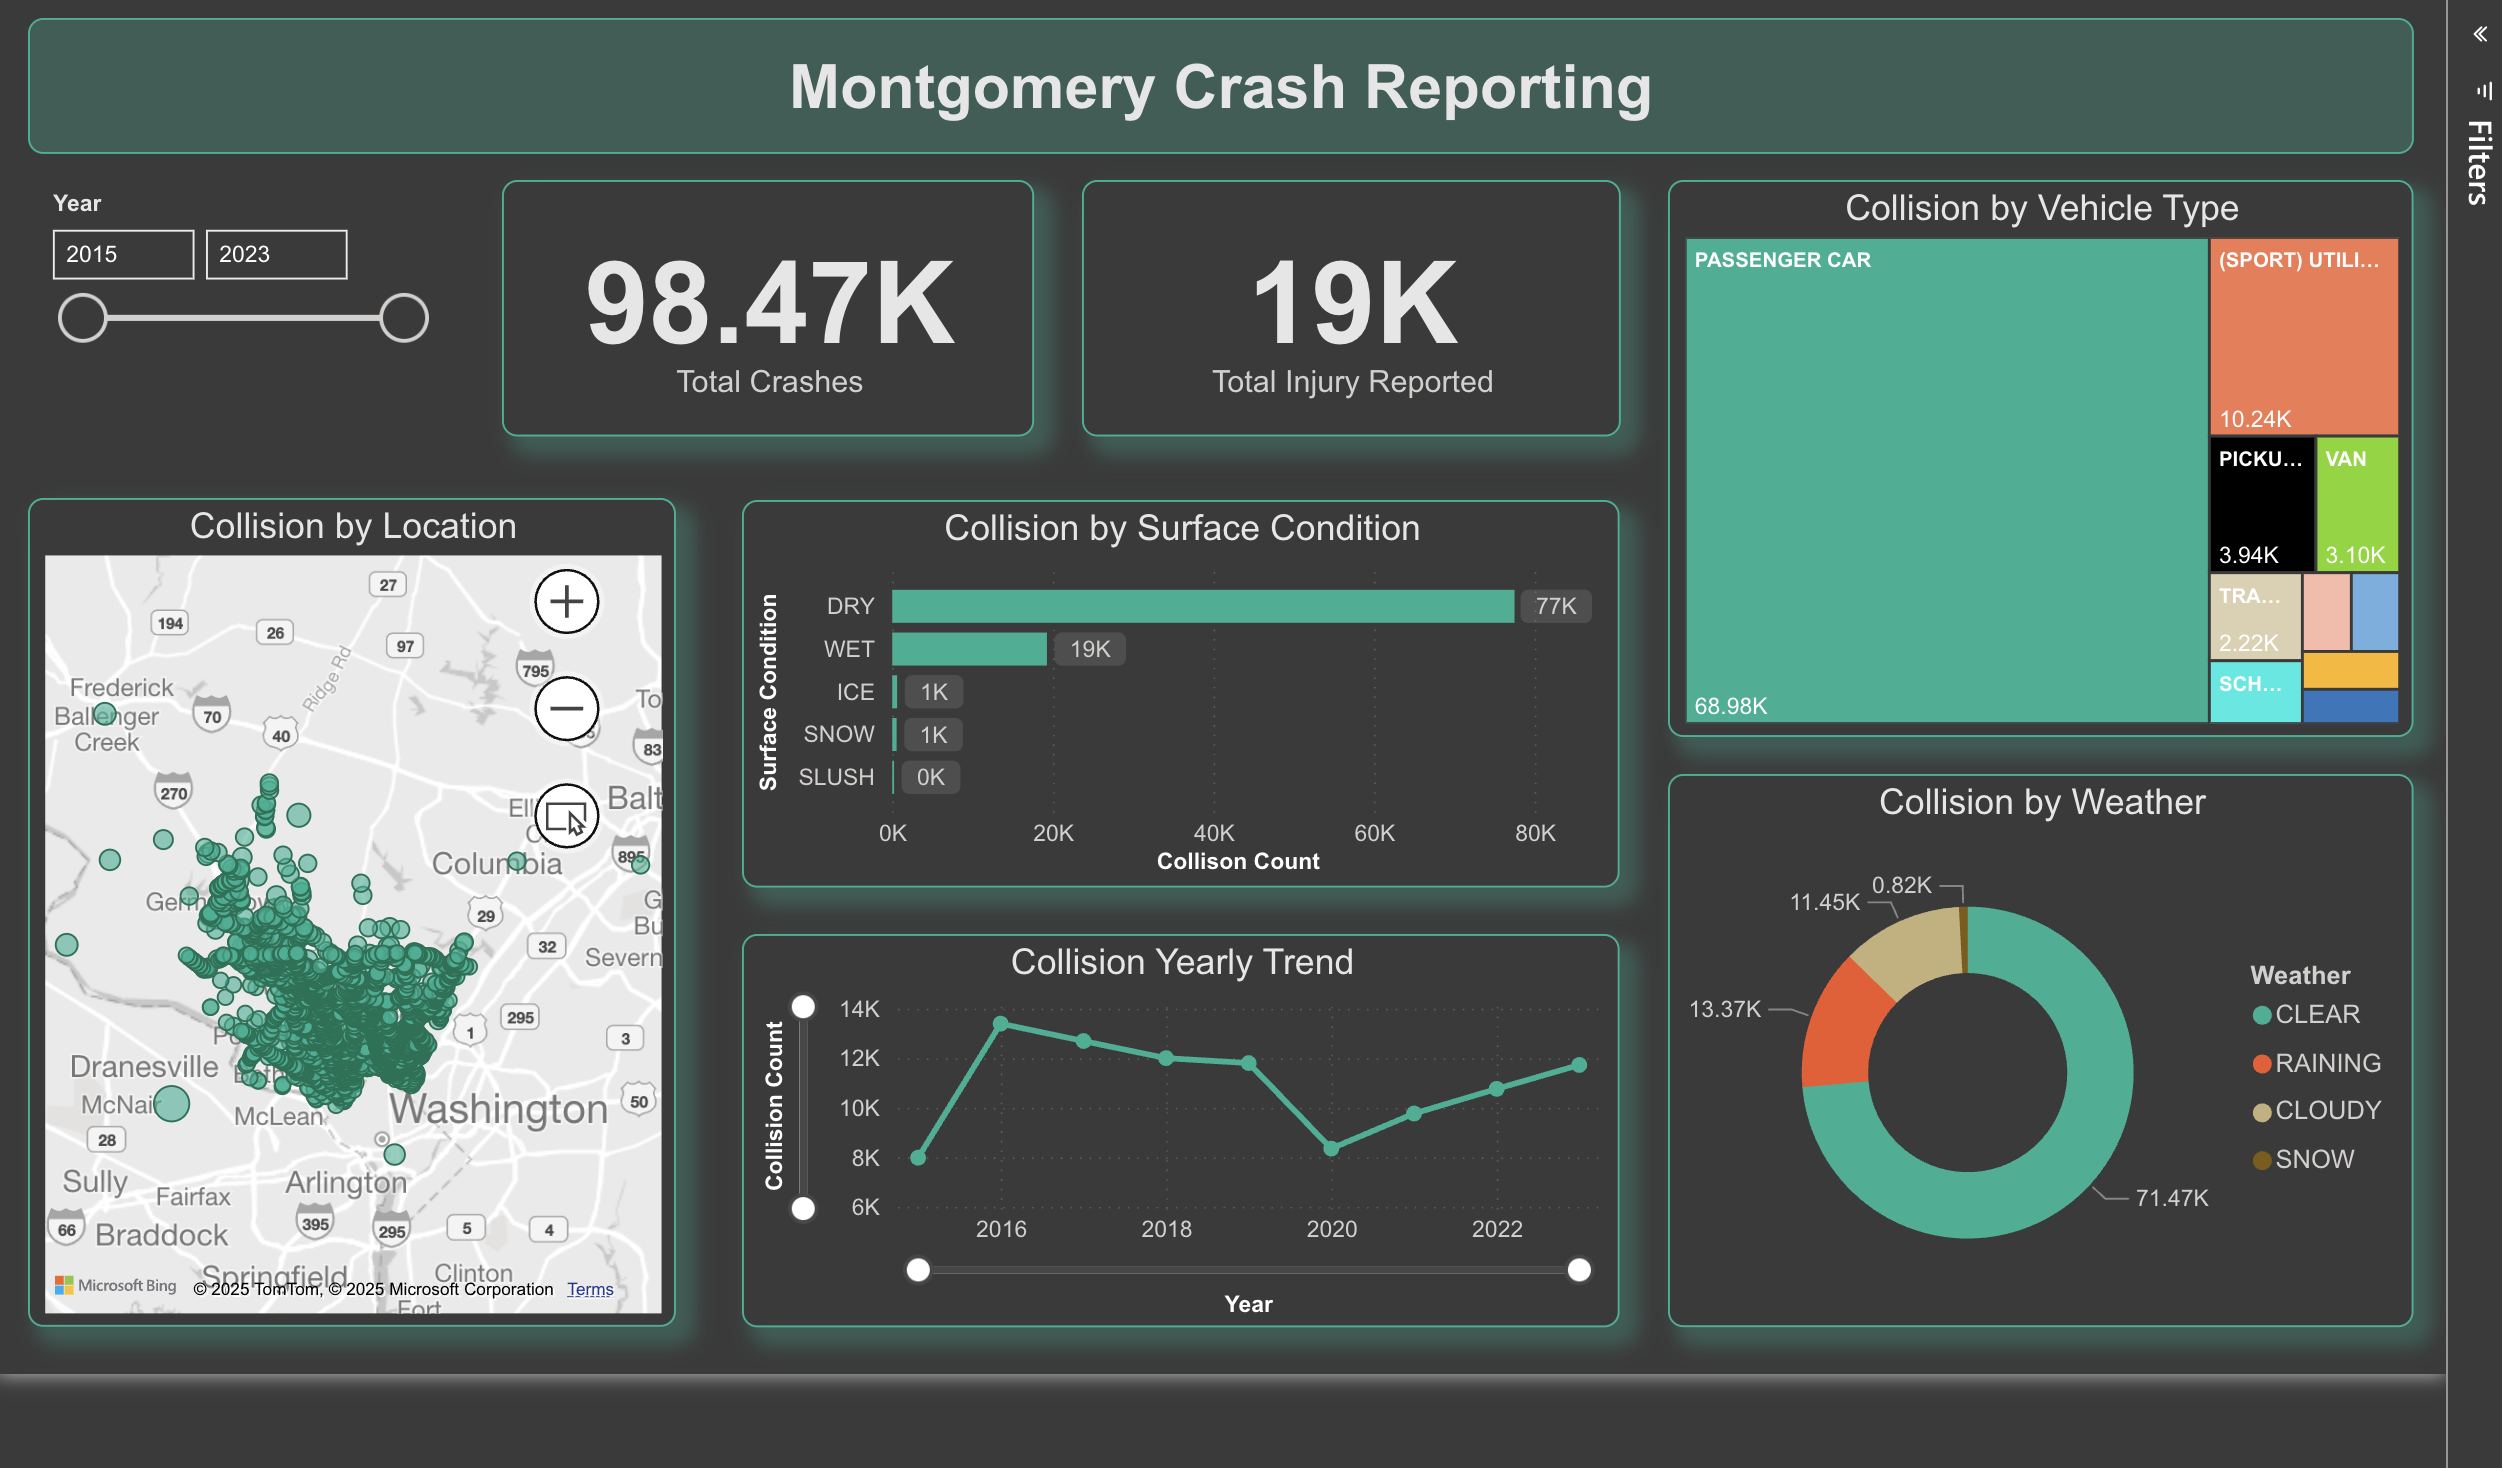 Montgomery Crash Reporting
Filters
Year
2015
2023
98.47K
Total Crashes
19K
Total Injury Reported
Collision by Vehicle Type
PASSENGER CAR
68.98K
(SPORT) UTILI...
10.24K
PICKU...
3.94K
VAN
3.10K
TRA...
2.22K
SCH...
Collision by Location
27
194
26
97
795
Ridge Rd
Frederick
Ballenger
Creek
70
40
To
83
270
Balt
Columbia
895
29
G
Bu
32
Severn
295
1
3
Dranesville
McNair
McLean
Washington
50
28
Sully
Fairfax
Arlington
66
Braddock
395
295
5
4
Springfield
Clinton
Fort
Microsoft Bing
© 2025 TomTom, © 2025 Microsoft Corporation
Terms
Collision by Surface Condition
Surface Condition
DRY
77K
WET
19K
ICE
1K
SNOW
1K
SLUSH
0K
0K
20K
40K
60K
80K
Collison Count
Collision Yearly Trend
Collision Count
14K
12K
10K
8K
6K
2016
2018
2020
2022
Year
Collision by Weather
0.82K
11.45K
13.37K
71.47K
Weather
CLEAR
RAINING
CLOUDY
SNOW